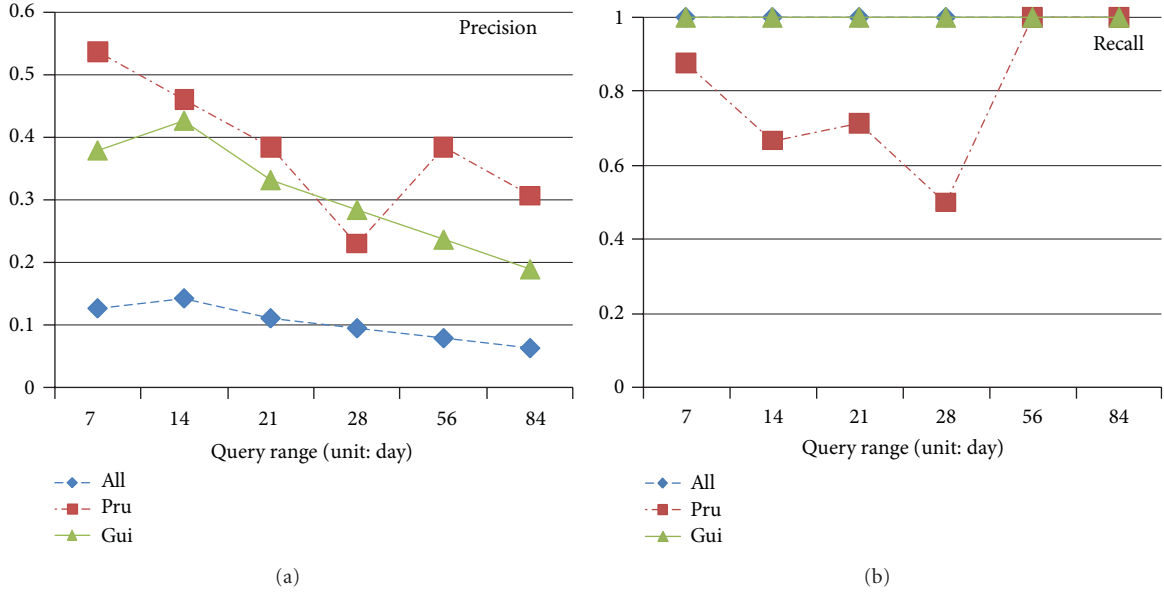 Precision
0.6
0.5
0.4
0.3
0.2
0.1
0
7 14 21 28 56 84
Query range (unit: day)
All
Pru
Gui
(a)
Recall
1
0.8
0.6
0.4
0.2
0
7 14 21 28 56 84
Query range (unit: day)
All
Pru
Gui
(b)